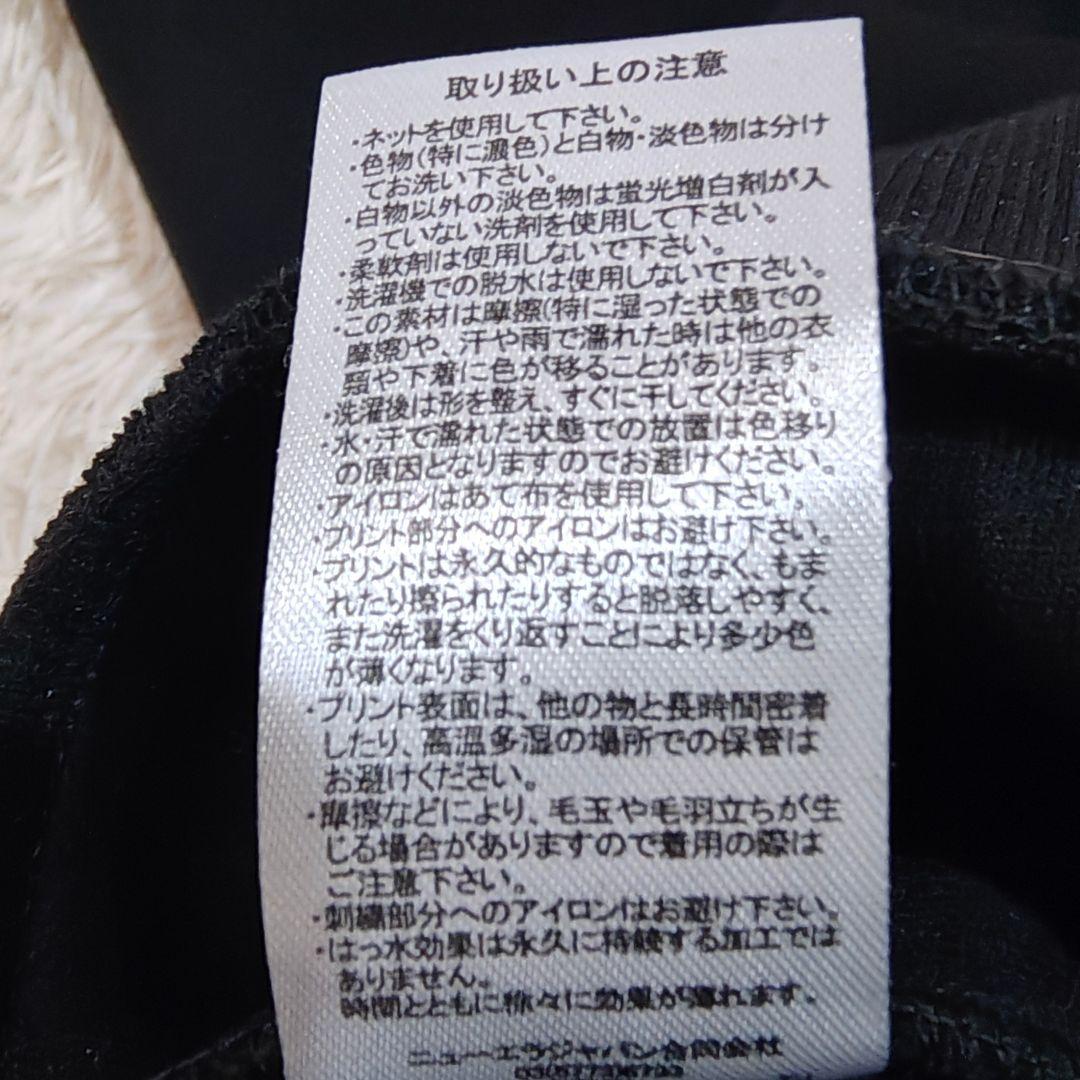 取り扱い上の注意
・ネットを使用して下さい。
・色物(特に濃色)と白物・淡色物は分け
てお洗い下さい。
・白物以外の淡色物は蛍光増白剤が入
っていない洗剤を使用して下さい。
・柔軟剤は使用しないで下さい。
・洗濯機での脱水は使用しないで下さい。
・この素材は摩擦(特に湿った状態での
摩擦)や、汗や雨で濡れた時は他の衣
類や下着に色が移ることがあります。
・洗濯後は形を整え、すぐに干してください。
・水・汗で濡れた状態での放置は色移り
の原因となりますのでお避けください。
・アイロンはあて布を使用して下さい。
・プリント部分へのアイロンはお避け下さい。
・プリントは永久的なものではなく、もま
れたり擦られたりすると脱落しやすく、
また洗濯をくり返すことにより多少色
が薄くなります。
・プリント表面は、他の物と長時間密着
したり、高温多湿の場所での保管は
お避けください。
・摩擦などにより、毛玉や毛羽立ちが生
じる場合がありますので着用の際は
ご注意下さい。
・刺繍部分へのアイロンはお避け下さい。
・はっ水効果は永久に持続する加工では
ありません。
時間とともに徐々に効果が薄れます。
ニューエラジャパン合同会社